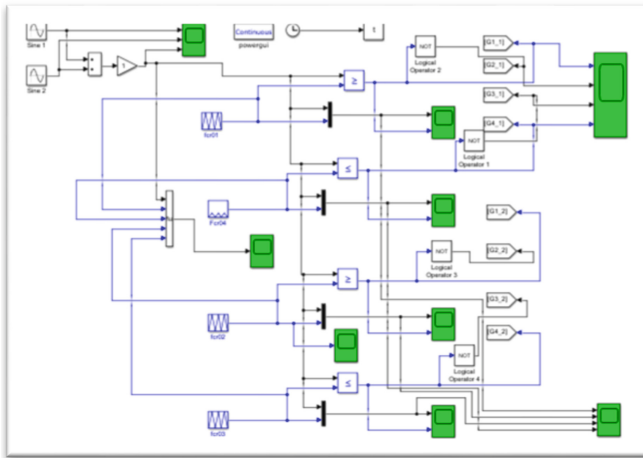 Sine 1
Continuous
powergui
t
Sine 2
1
NOT
Logical
Operator 2
[G1_1]
[G2_1]
[G3_1]
[G4_1]
for01
NOT
Logical
Operator 1
For04
[G1_2]
NOT
Logical
Operator 3
[G2_2]
[G3_2]
[G4_2]
for02
NOT
Logical
Operator 4
for03